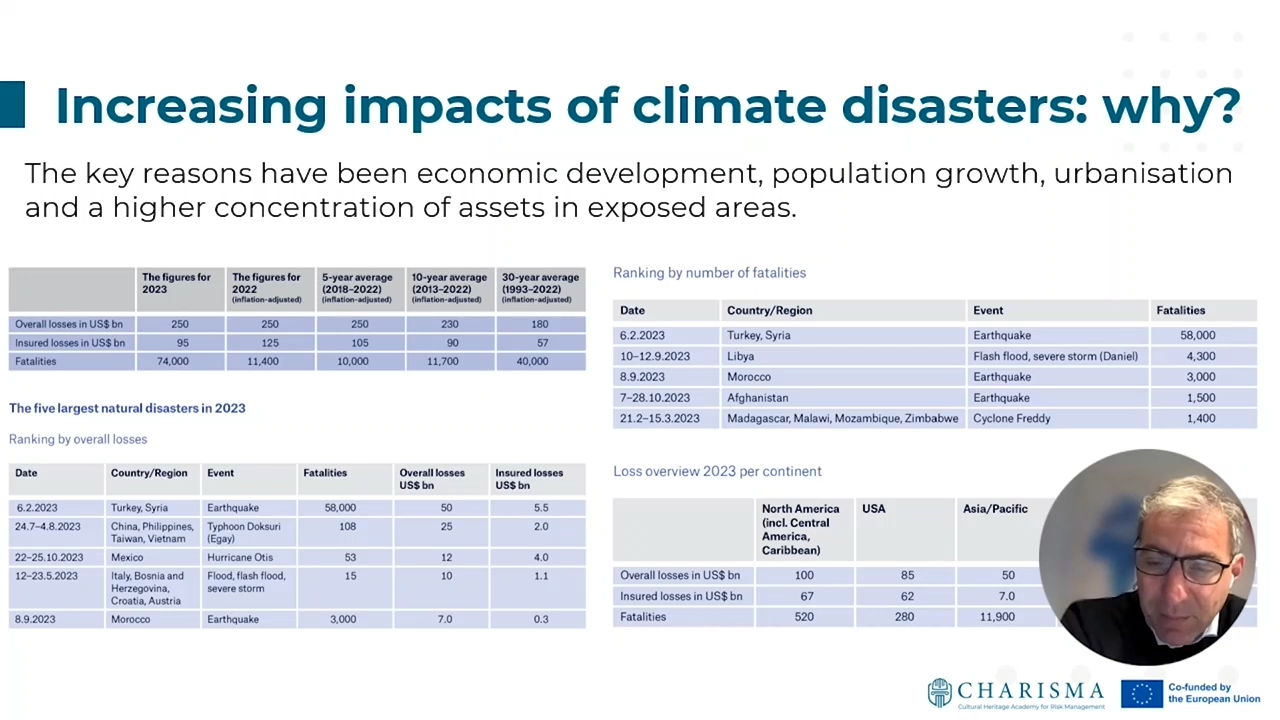 Increasing impacts of climate disasters: why?
The key reasons have been economic development, population growth, urbanisation
and a higher concentration of assets in exposed areas.
The figures for 2023 | The figures for 2022 (inflation-adjusted) | 5-year average (2018–2022) (inflation-adjusted) | 10-year average (2013–2022) (inflation-adjusted) | 30-year average (1993–2022) (inflation-adjusted)
Overall losses in US$ bn 250 250 250 230 180
Insured losses in US$ bn 95 125 105 90 57
Fatalities 74,000 11,400 10,000 11,700 40,000
The five largest natural disasters in 2023
Ranking by overall losses
Date Country/Region Event Fatalities Overall losses US$ bn Insured losses US$ bn
6.2.2023 Turkey, Syria Earthquake 58,000 50 5.5
24.7–4.8.2023 China, Philippines, Taiwan, Vietnam Typhoon Doksuri (Egay) 108 25 2.0
22–25.10.2023 Mexico Hurricane Otis 53 12 4.0
12–23.5.2023 Italy, Bosnia and Herzegovina, Croatia, Austria Flood, flash flood, severe storm 15 10 1.1
8.9.2023 Morocco Earthquake 3,000 7.0 0.3
Ranking by number of fatalities
Date Country/Region Event Fatalities
6.2.2023 Turkey, Syria Earthquake 58,000
10–12.9.2023 Libya Flash flood, severe storm (Daniel) 4,300
8.9.2023 Morocco Earthquake 3,000
7–28.10.2023 Afghanistan Earthquake 1,500
21.2–15.3.2023 Madagascar, Malawi, Mozambique, Zimbabwe Cyclone Freddy 1,400
Loss overview 2023 per continent
North America (incl. Central America, Caribbean) USA Asia/Pacific
Overall losses in US$ bn 100 85 50
Insured losses in US$ bn 67 62 7.0
Fatalities 520 280 11,900
CHARISMA
Cultural Heritage Academy for Risk Management
Co-funded by
the European Union